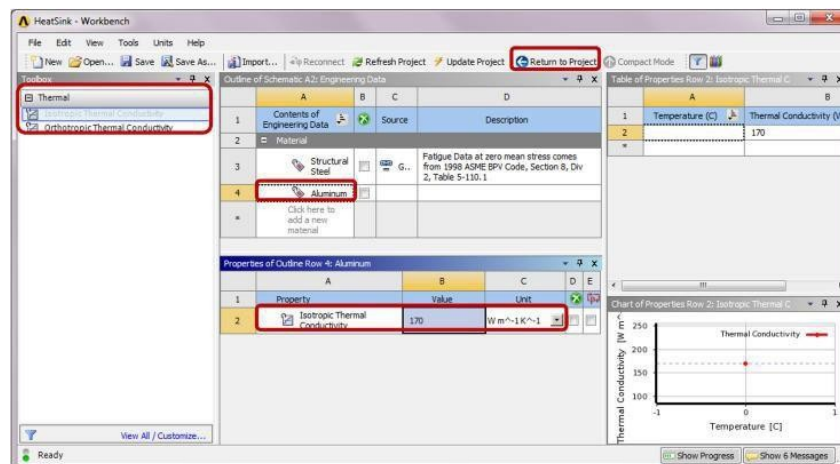 HeatSink - Workbench
File Edit View Tools Units Help
New Open... Save Save As... Import... Reconnect Refresh Project Update Project Return to Project Compact Mode
Toolbox
Thermal
Isotropic Thermal Conductivity
Orthotropic Thermal Conductivity
View All / Customize...
Outline of Schematic A2: Engineering Data
A B C D
1 Contents of Engineering Data Source Description
2 Material
3 Structural Steel G.. Fatigue Data at zero mean stress comes
from 1998 ASME BPV Code, Section 8, Div
2, Table 5-110.1
4 Aluminum
* Click here to
add a new
material
Properties of Outline Row 4: Aluminum
A B C D E
1 Property Value Unit
2 Isotropic Thermal Conductivity 170 W m^-1 K^-1
Table of Properties Row 2: Isotropic Thermal C
A B
1 Temperature (C) Thermal Conductivity (W
2 170
*
Chart of Properties Row 2: Isotropic Thermal C
Thermal Conductivity [W m^
250
200
150
100
Thermal Conductivity
-1 0 1
Temperature [C]
Ready
Show Progress Show 6 Messages